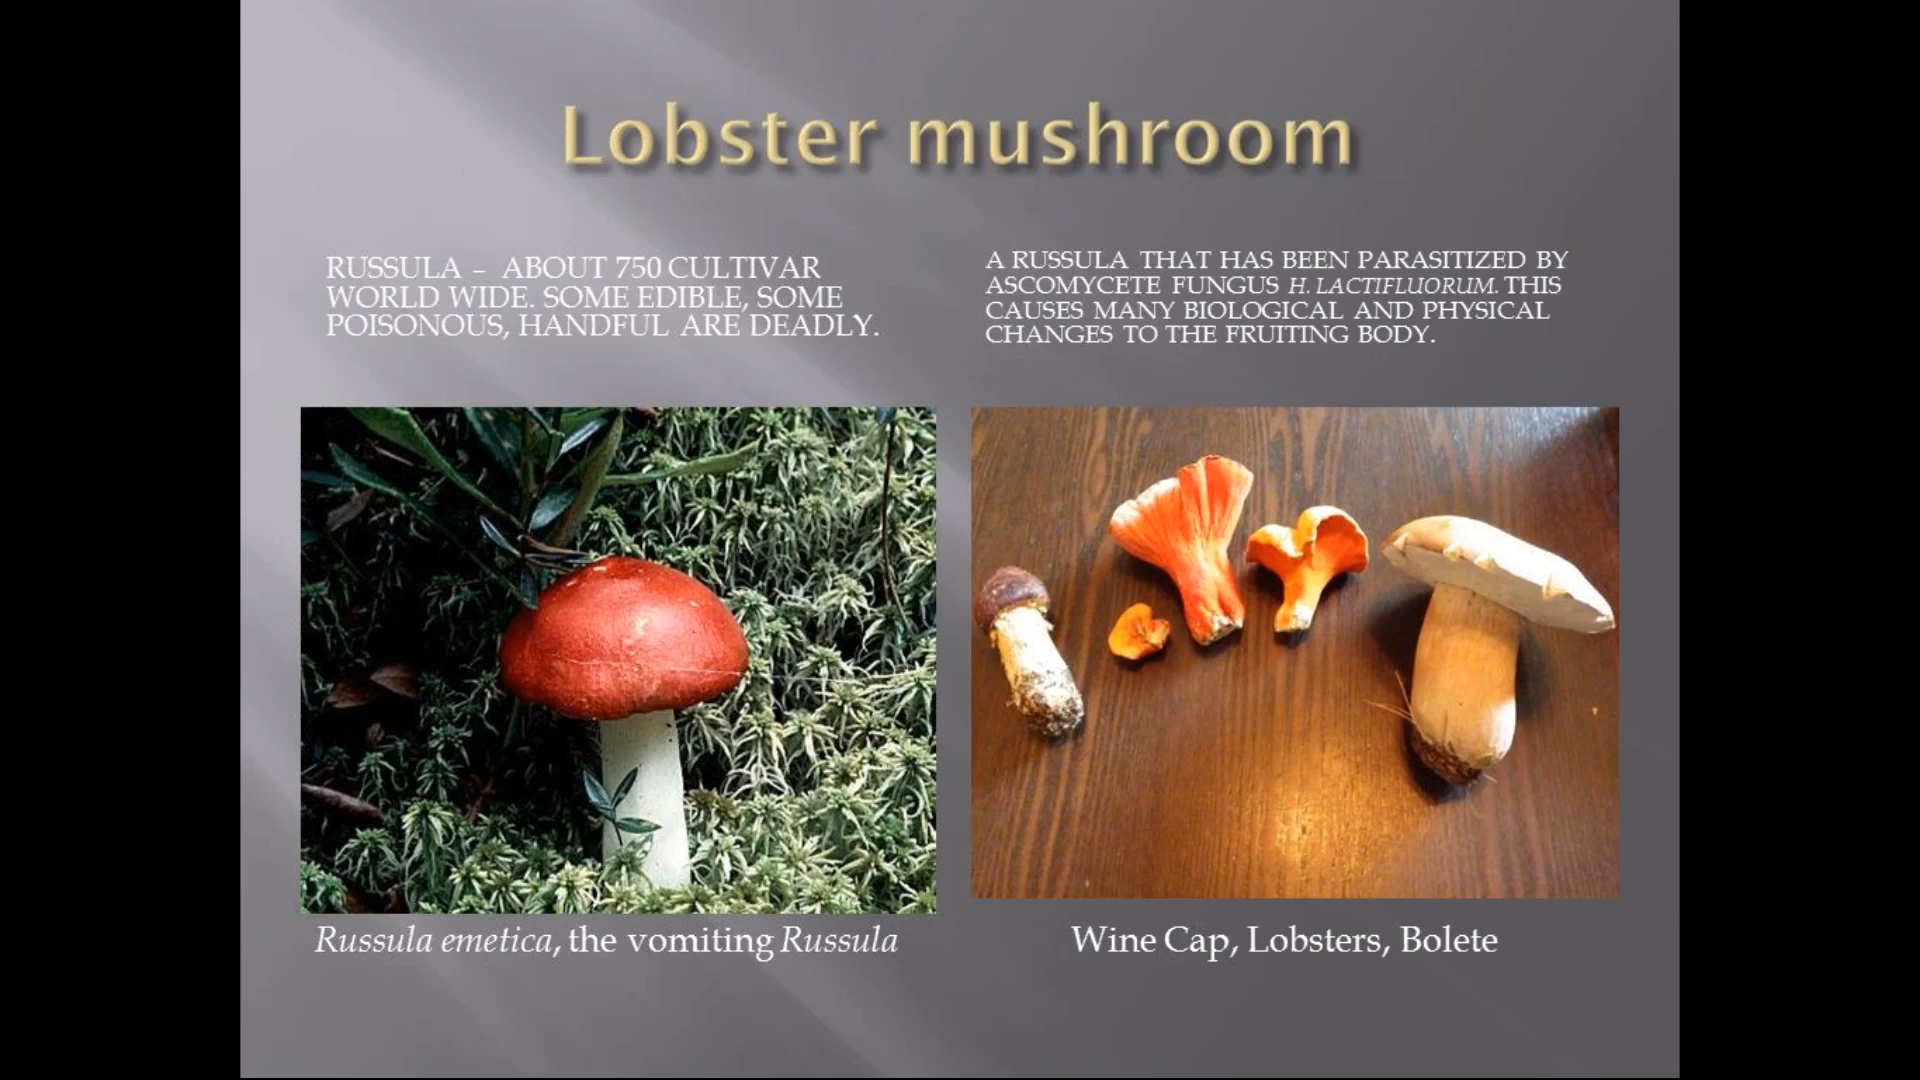 Lobster mushroom
RUSSULA – ABOUT 750 CULTIVAR
WORLD WIDE. SOME EDIBLE, SOME
POISONOUS, HANDFUL ARE DEADLY.
A RUSSULA THAT HAS BEEN PARASITIZED BY
ASCOMYCETE FUNGUS H. LACTIFLUORUM. THIS
CAUSES MANY BIOLOGICAL AND PHYSICAL
CHANGES TO THE FRUITING BODY.
Russula emetica, the vomiting Russula
Wine Cap, Lobsters, Bolete